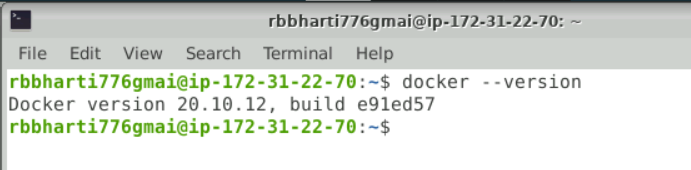 rbbharti776gmai@ip-172-31-22-70: ~
File Edit View Search Terminal Help
rbbharti776gmai@ip-172-31-22-70:~$ docker --version
Docker version 20.10.12, build e91ed57
rbbharti776gmai@ip-172-31-22-70:~$